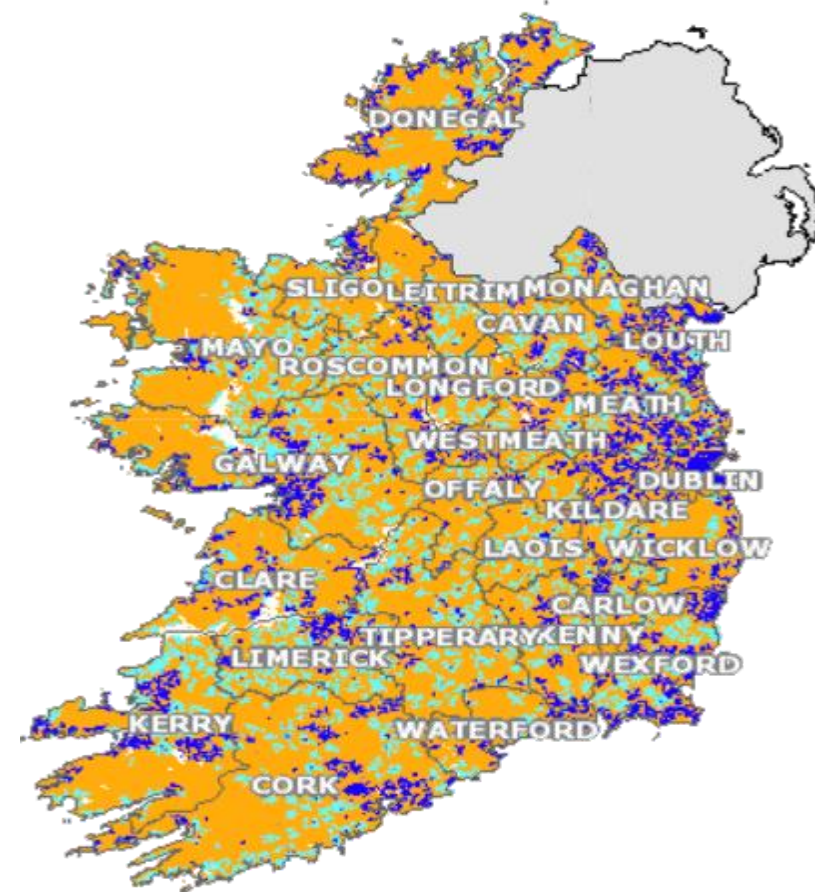 DONEGAL
SLIGO LEITRIM MONAGHAN
CAVAN
LOUTH
MAYO
ROSCOMMON
LONGFORD
MEATH
WESTMEATH
GALWAY
DUBLIN
OFFALY
KILDARE
LAOIS WICKLOW
CLARE
CARLOW
TIPPERARY KENNY
LIMERICK
WEXFORD
KERRY
WATERFORD
CORK